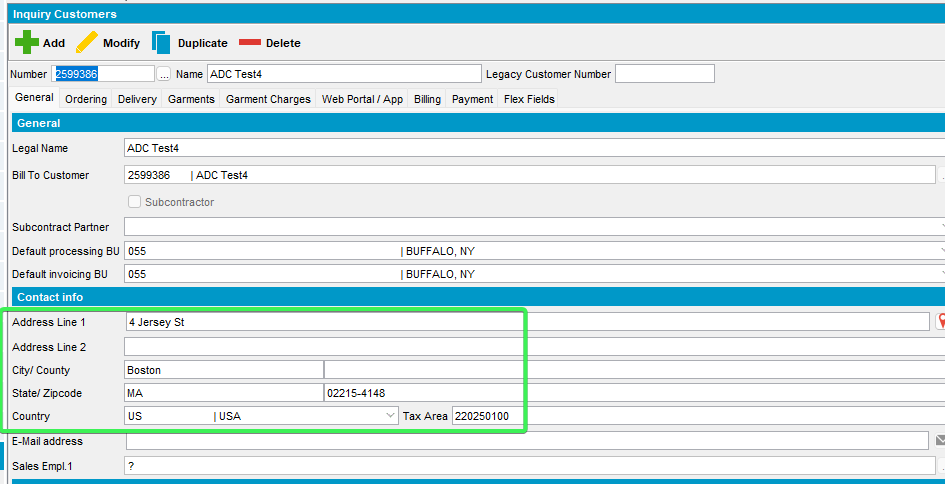 Inquiry Customers
Add Modify Duplicate Delete
Number 2599386 ... Name ADC Test4 Legacy Customer Number
General Ordering Delivery Garments Garment Charges Web Portal / App Billing Payment Flex Fields
General
Legal Name ADC Test4
Bill To Customer 2599386 | ADC Test4
Subcontractor
Subcontract Partner
Default processing BU 055 | BUFFALO, NY
Default invoicing BU 055 | BUFFALO, NY
Contact info
Address Line 1 4 Jersey St
Address Line 2
City/ County Boston
State/ Zipcode MA 02215-4148
Country US | USA Tax Area 220250100
E-Mail address
Sales Empl.1 ?